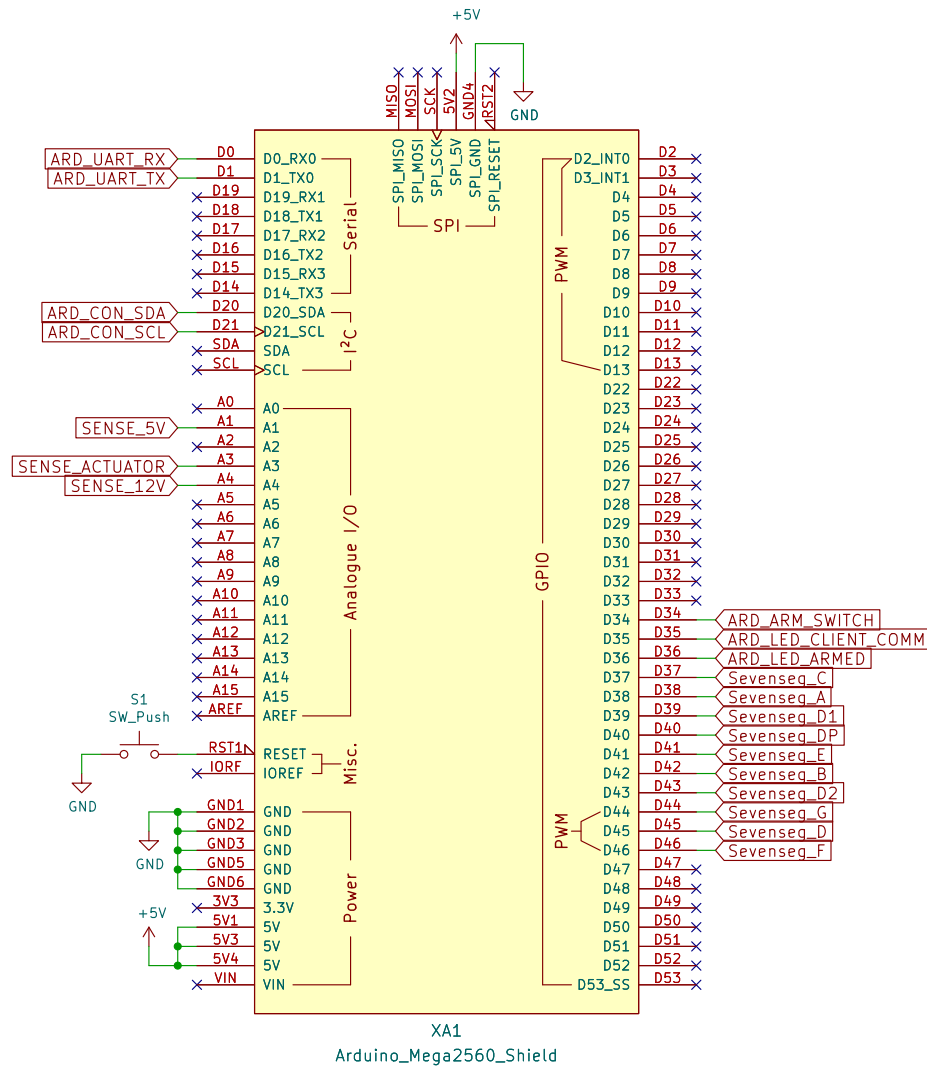 +5V
GND
MISO
MOSI
SCK
5V2
GND4
RST2
SPI_MISO
SPI_MOSI
SPI_SCK
SPI_5V
SPI_GND
SPI_RESET
SPI
ARD_UART_RX D0 D0_RX0
ARD_UART_TX D1 D1_TX0
D19 D19_RX1
D18 D18_TX1
D17 D17_RX2
D16 D16_TX2
D15 D15_RX3
D14 D14_TX3
Serial
ARD_CON_SDA D20 D20_SDA
ARD_CON_SCL D21 D21_SCL
SDA SDA
SCL SCL
I²C
A0 A0
SENSE_5V A1 A1
A2 A2
SENSE_ACTUATOR A3 A3
SENSE_12V A4 A4
A5 A5
A6 A6
A7 A7
A8 A8
A9 A9
A10 A10
A11 A11
A12 A12
A13 A13
A14 A14
A15 A15
AREF AREF
Analogue I/O
S1
SW_Push
GND
RST1 RESET
IORF IOREF
Misc.
GND1 GND
GND2 GND
GND3 GND
GND5 GND
GND6 GND
GND
3V3 3.3V
+5V
5V1 5V
5V3 5V
5V4 5V
VIN VIN
Power
D2_INT0 D2
D3_INT1 D3
D4 D4
D5 D5
D6 D6
D7 D7
D8 D8
D9 D9
D10 D10
D11 D11
D12 D12
D13 D13
PWM
D22 D22
D23 D23
D24 D24
D25 D25
D26 D26
D27 D27
D28 D28
D29 D29
D30 D30
D31 D31
D32 D32
D33 D33
D34 D34 ARD_ARM_SWITCH
D35 D35 ARD_LED_CLIENT_COMM
D36 D36 ARD_LED_ARMED
D37 D37 Sevenseg_C
D38 D38 Sevenseg_A
D39 D39 Sevenseg_D1
D40 D40 Sevenseg_DP
D41 D41 Sevenseg_E
D42 D42 Sevenseg_B
D43 D43 Sevenseg_D2
D44 D44 Sevenseg_G
D45 D45 Sevenseg_D
D46 D46 Sevenseg_F
PWM
D47 D47
D48 D48
D49 D49
D50 D50
D51 D51
D52 D52
D53_SS D53
GPIO
XA1
Arduino_Mega2560_Shield